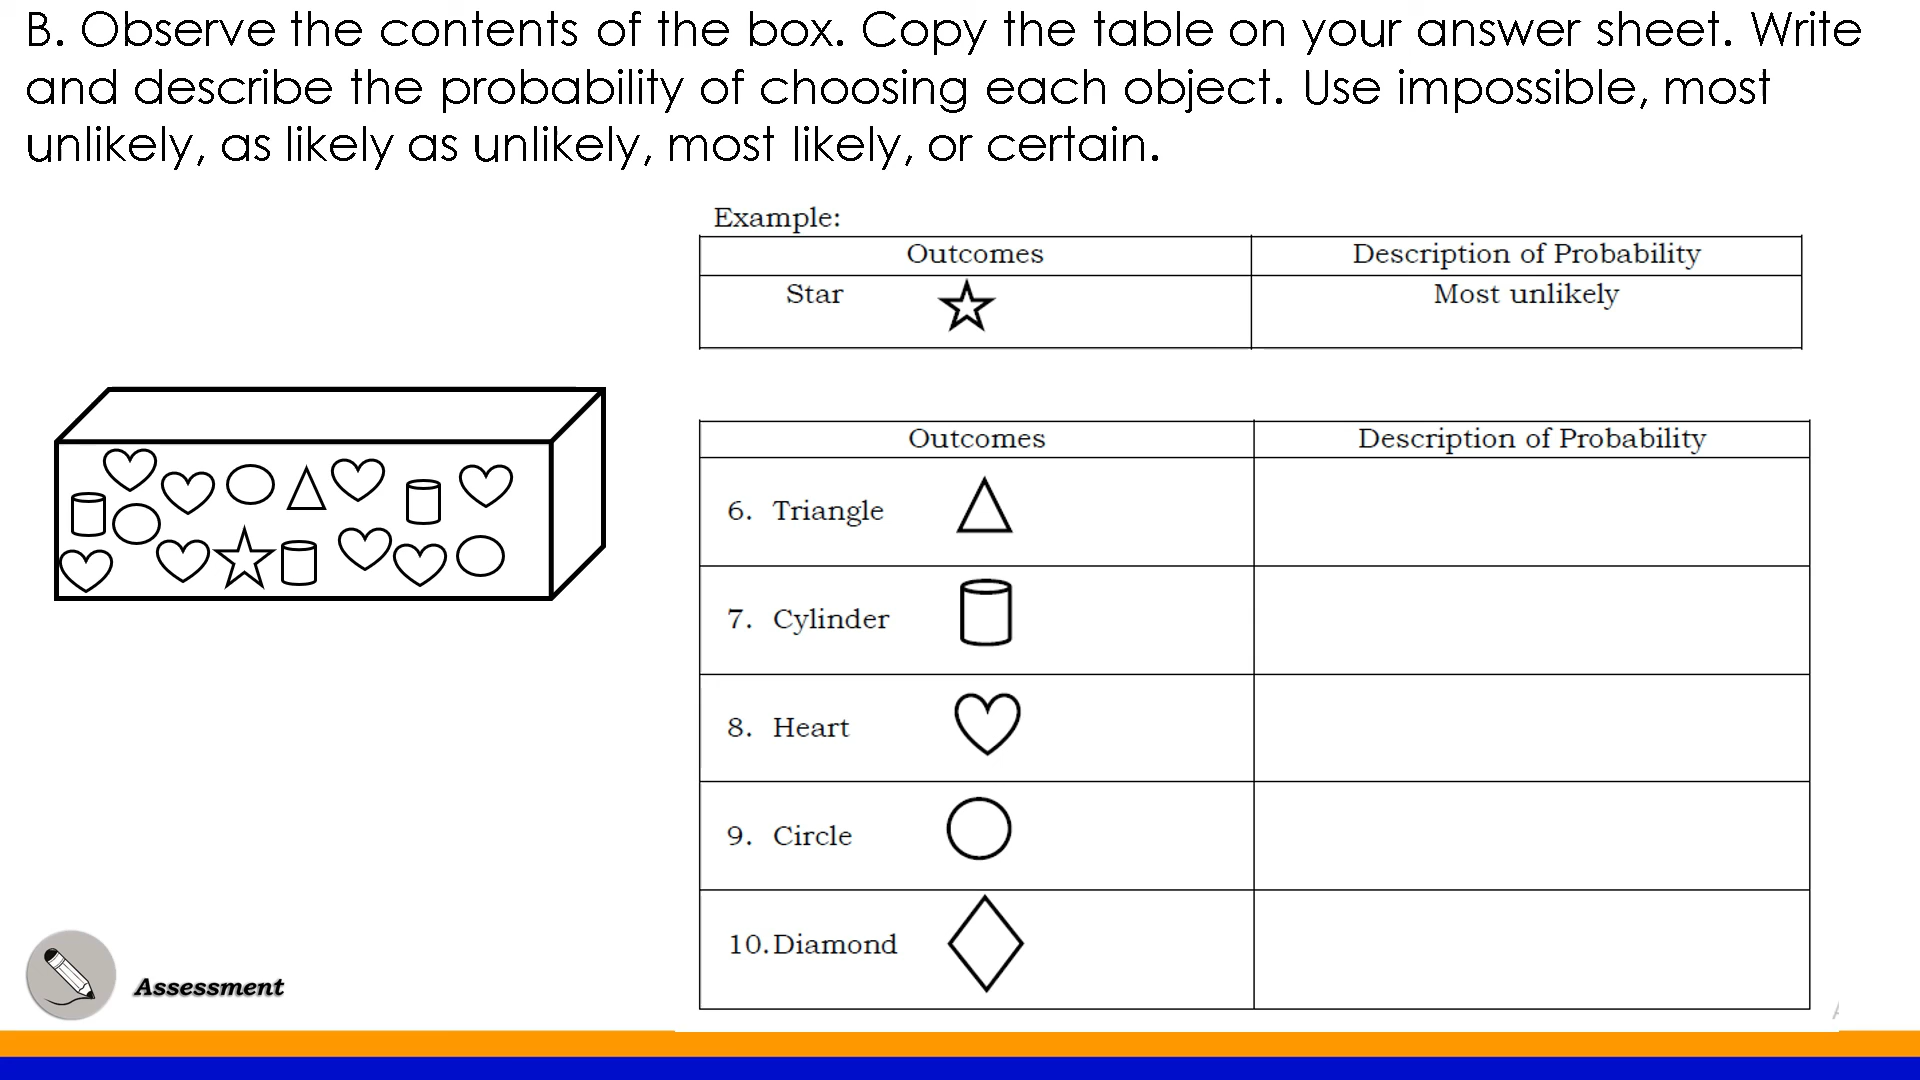 B. Observe the contents of the box. Copy the table on your answer sheet. Write
and describe the probability of choosing each object. Use impossible, most
unlikely, as likely as unlikely, most likely, or certain.
Example:
Outcomes Description of Probability
Star Most unlikely
Outcomes Description of Probability
6. Triangle
7. Cylinder
8. Heart
9. Circle
10. Diamond
Assessment